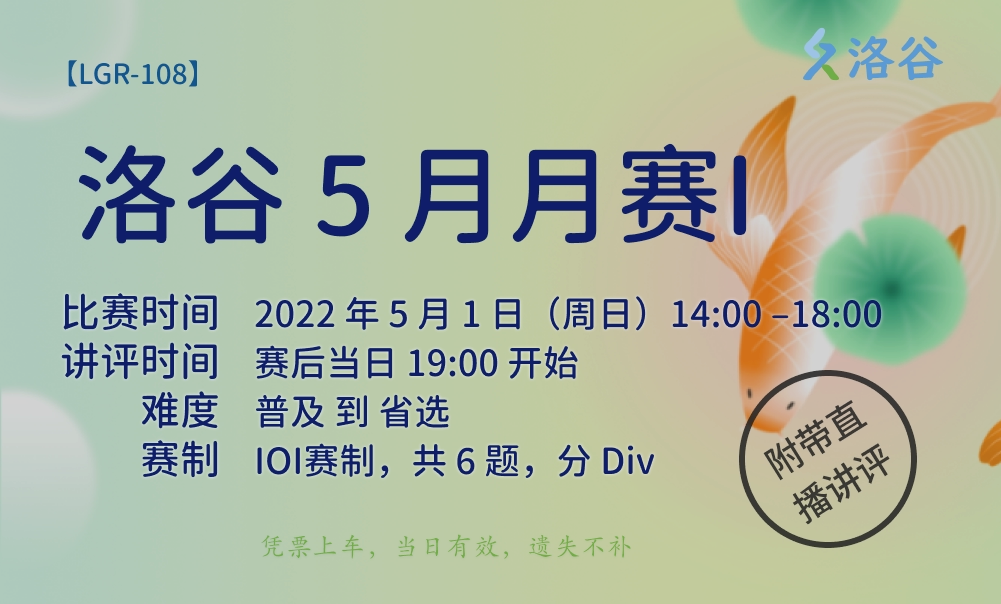 【LGR-108】
洛谷
洛谷 5 月月赛I
比赛时间 2022 年 5 月 1 日（周日）14:00 –18:00
讲评时间 赛后当日 19:00 开始
难度 普及 到 省选
赛制 IOI赛制，共 6 题，分 Div
附带直
播讲评
凭票上车，当日有效，遗失不补